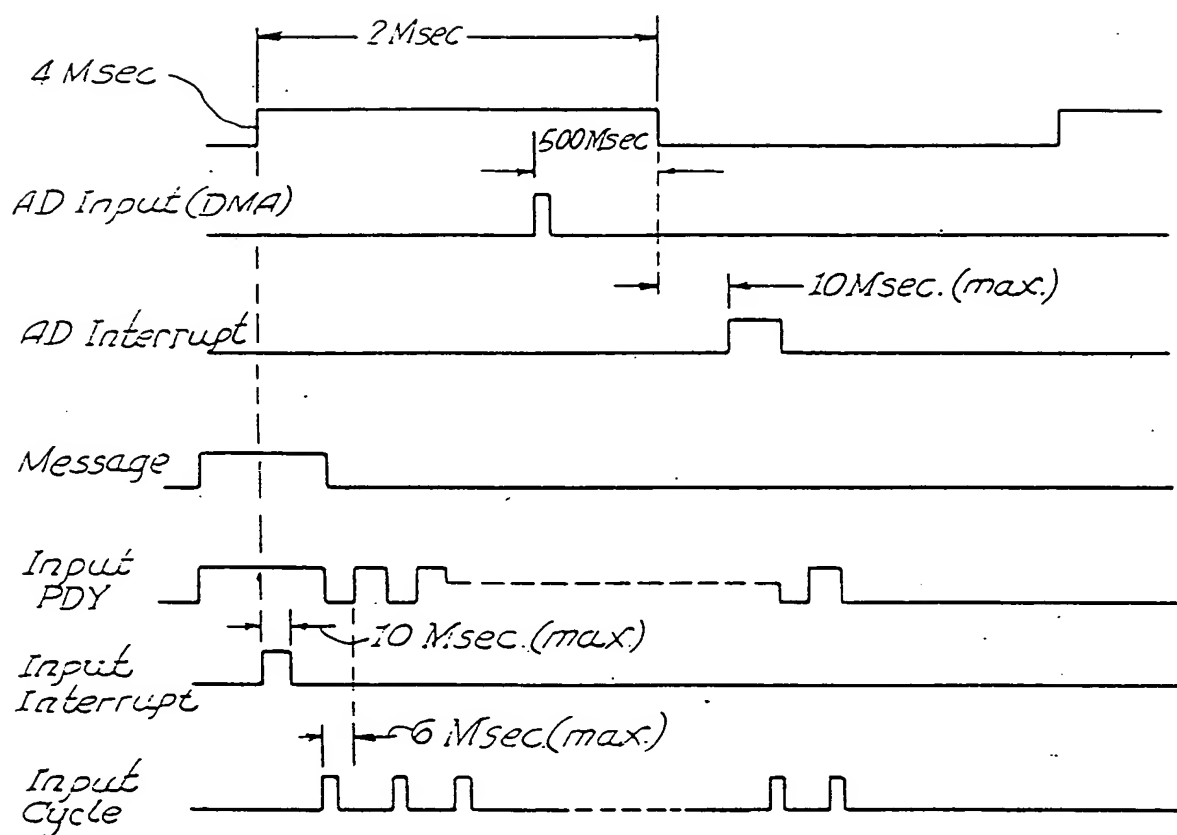 2 Msec
4 Msec
500 Msec
AD Input (DMA)
10 Msec. (max.)
AD Interrupt
Message
Input
PDY
10 Msec. (max)
Input
Interrupt
6 Msec. (max.)
Input
Cycle